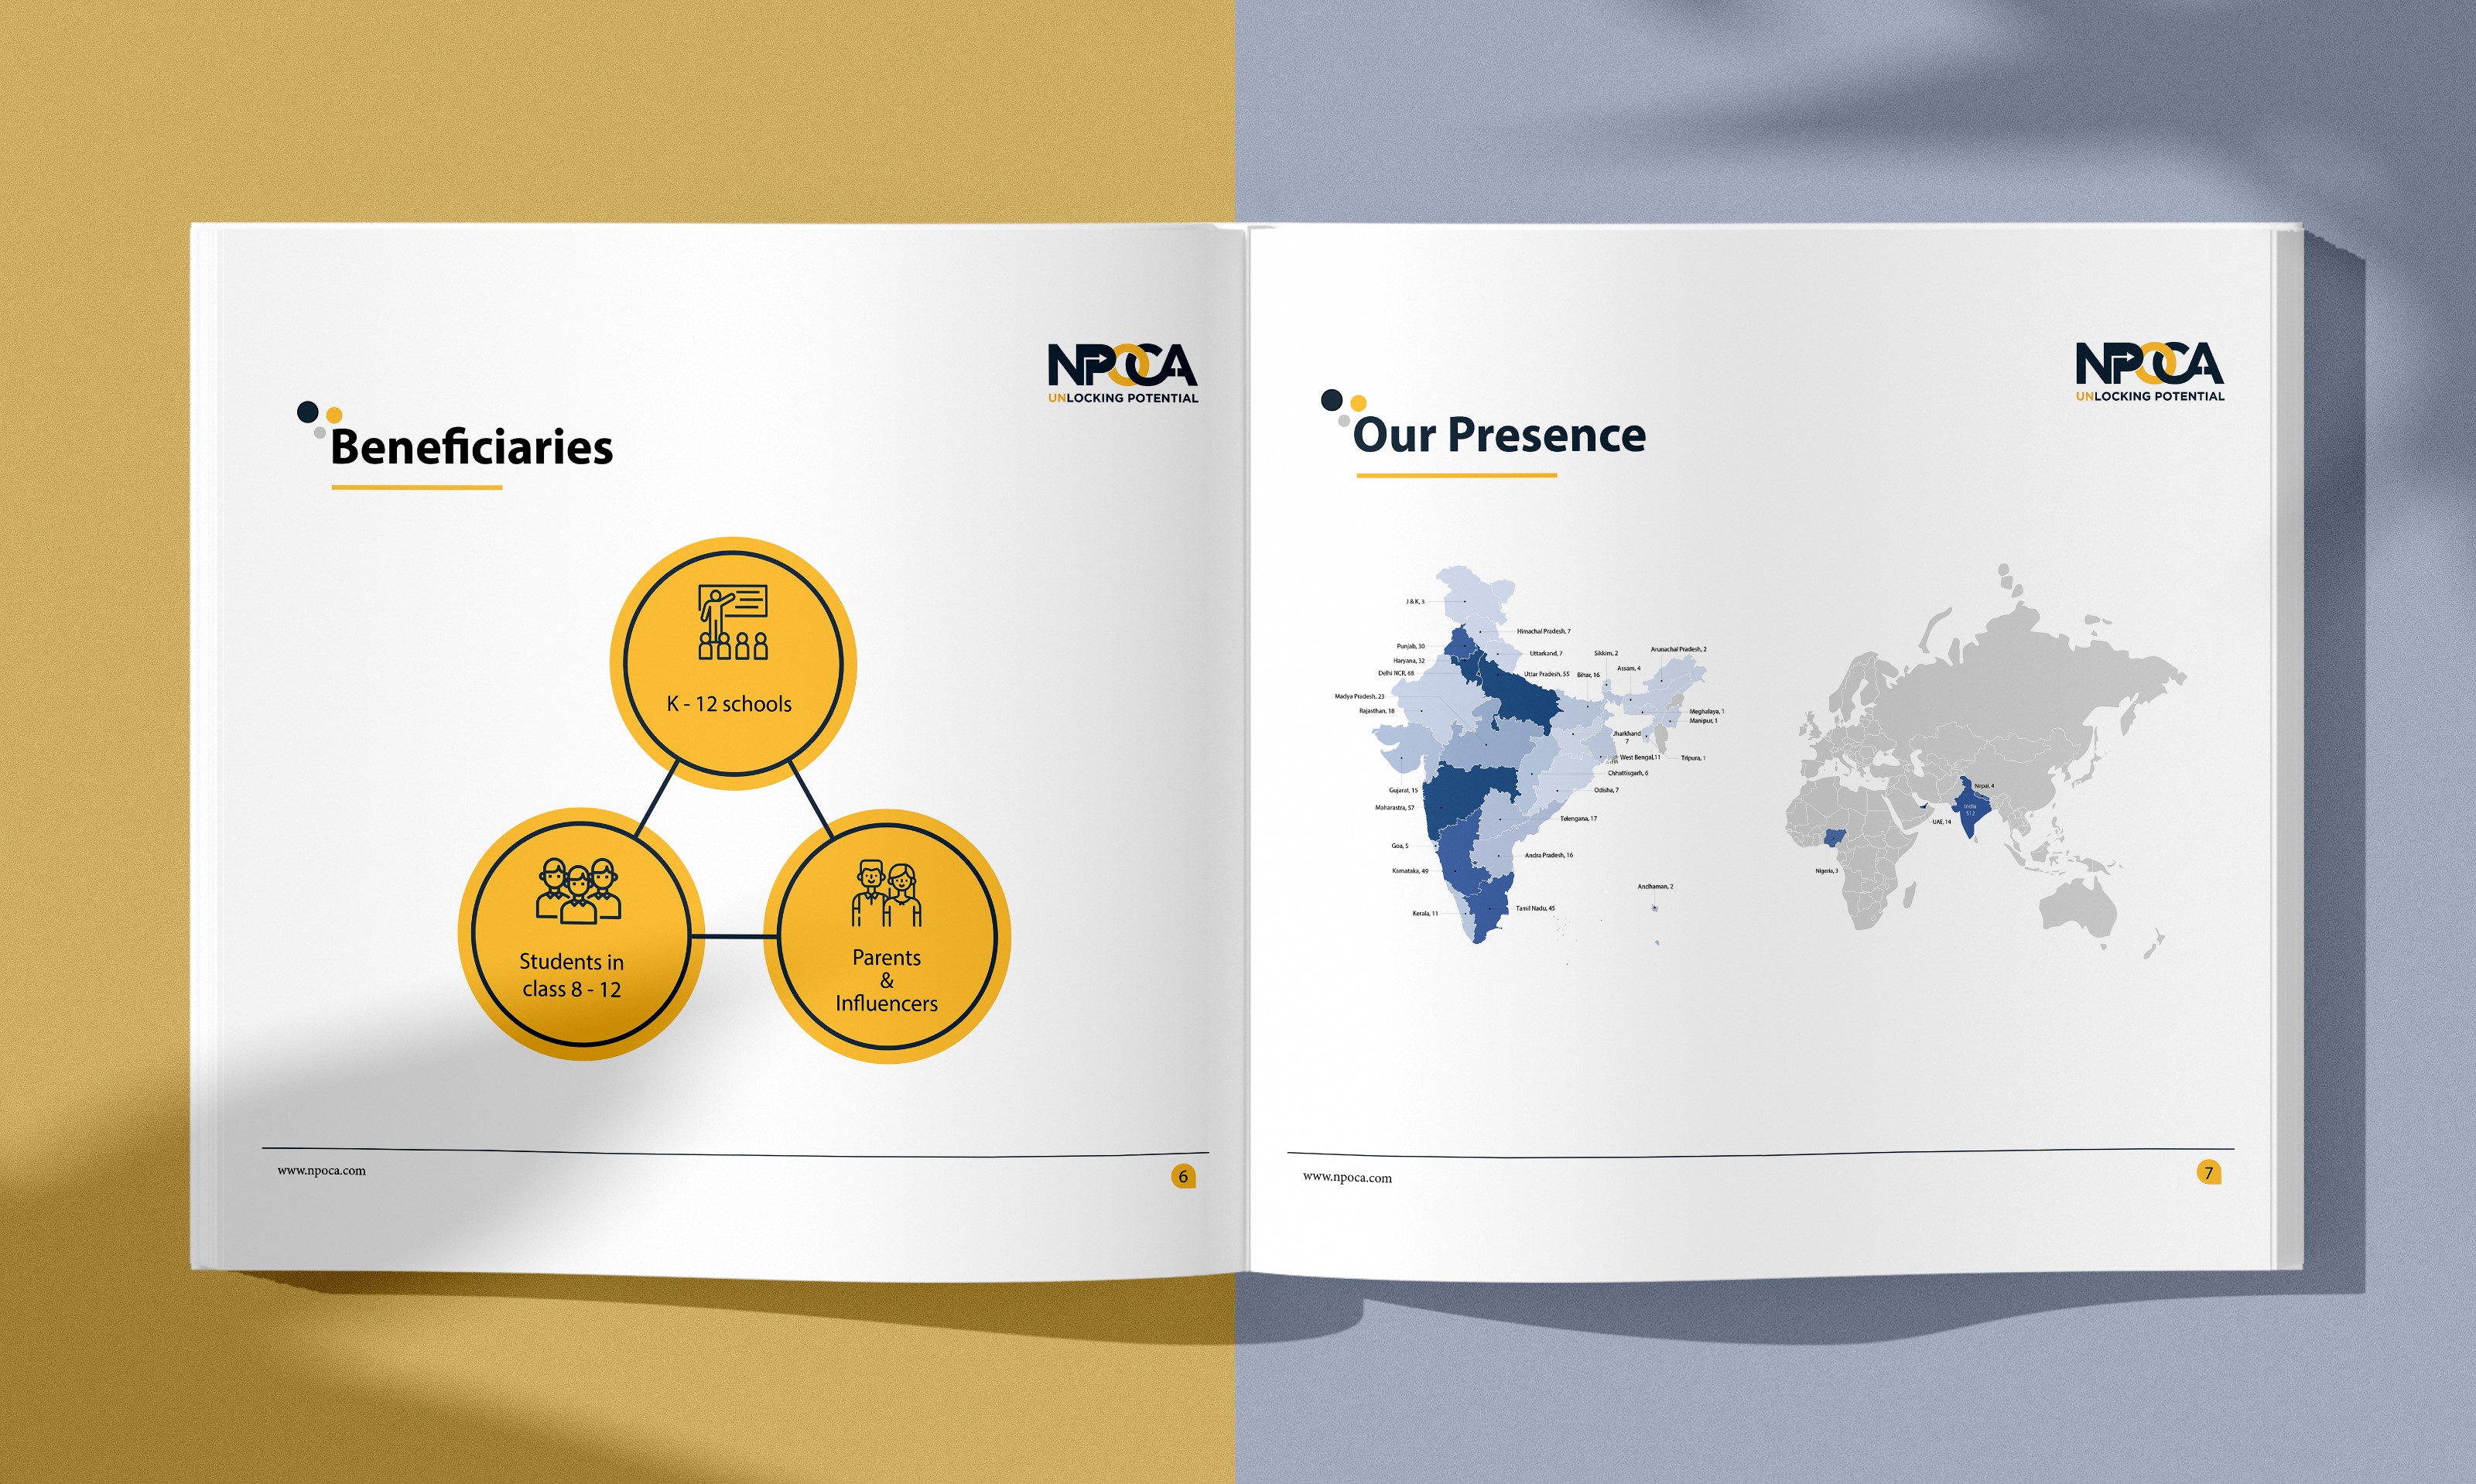 NPOCA
UNLOCKING POTENTIAL
Beneficiaries
K - 12 schools
Students in
class 8 - 12
Parents
&
Influencers
www.npoca.com
6
NPOCA
UNLOCKING POTENTIAL
Our Presence
J & K, 3
Himachal Pradesh, 7
Punjab, 30
Uttarkand, 7
Haryana, 32
Delhi NCR, 68
Uttar Pradesh, 55
Bihar, 16
Sikkim, 2
Assam, 4
Arunachal Pradesh, 2
Madya Pradesh, 23
Rajasthan, 18
Meghalaya, 1
Manipur, 1
Jharkhand
7
West Bengal,11
Tripura, 1
Chhattisgarh, 6
Gujarat, 15
Odisha, 7
Maharastra, 57
Telengana, 17
Goa, 5
Andra Pradesh, 16
Karnataka, 49
Kerala, 11
Tamil Nadu, 45
Andhaman, 2
Nepal, 4
India
512
UAE, 14
Nigeria, 3
www.npoca.com
7